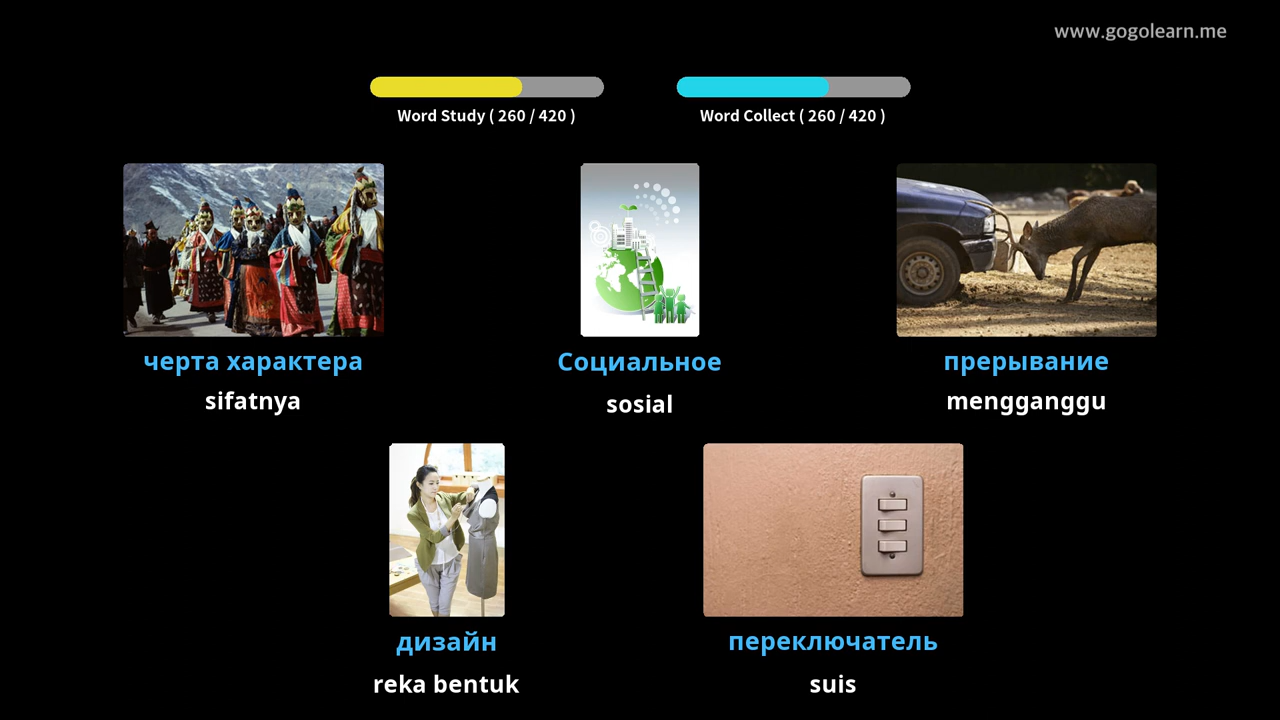 www.gogolearn.me
Word Study ( 260 / 420 )
Word Collect ( 260 / 420 )
черта характера
Социальное
прерывание
sifatnya
sosial
mengganggu
дизайн
переключатель
reka bentuk
suis